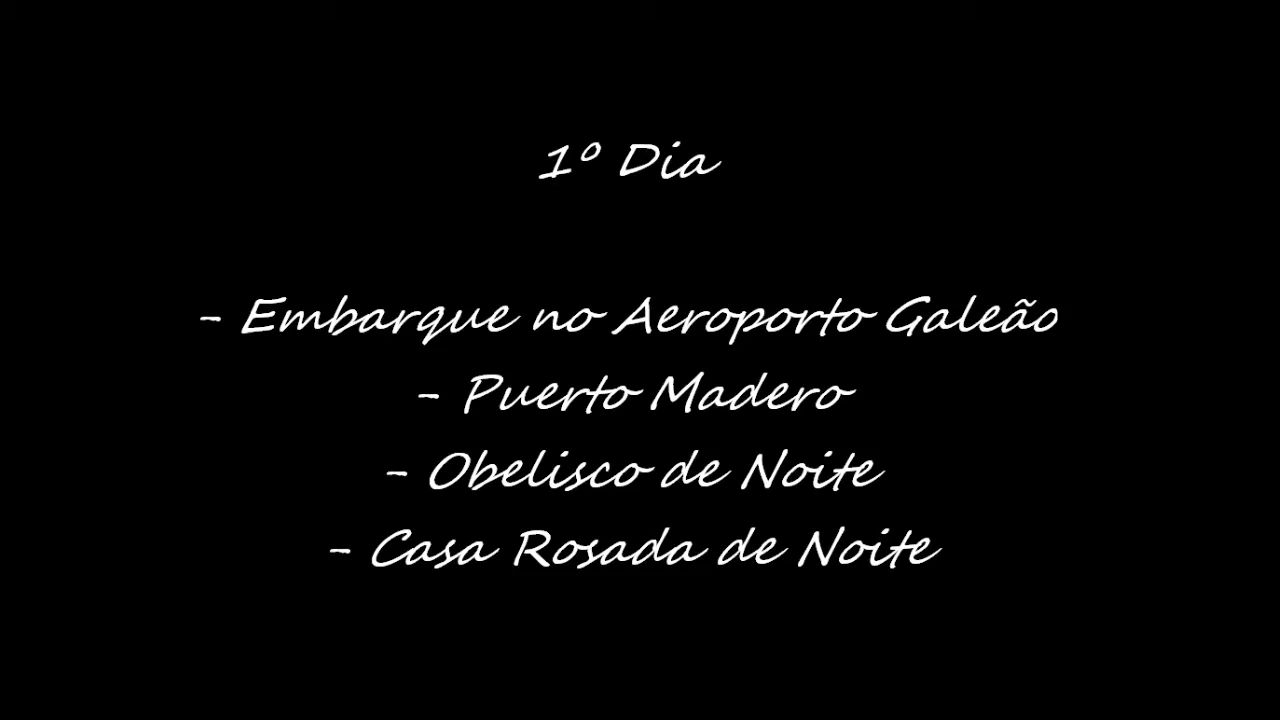 1º Dia
- Embarque no Aeroporto Galeão
- Puerto Madero
- Obelisco de Noite
- Casa Rosada de Noite